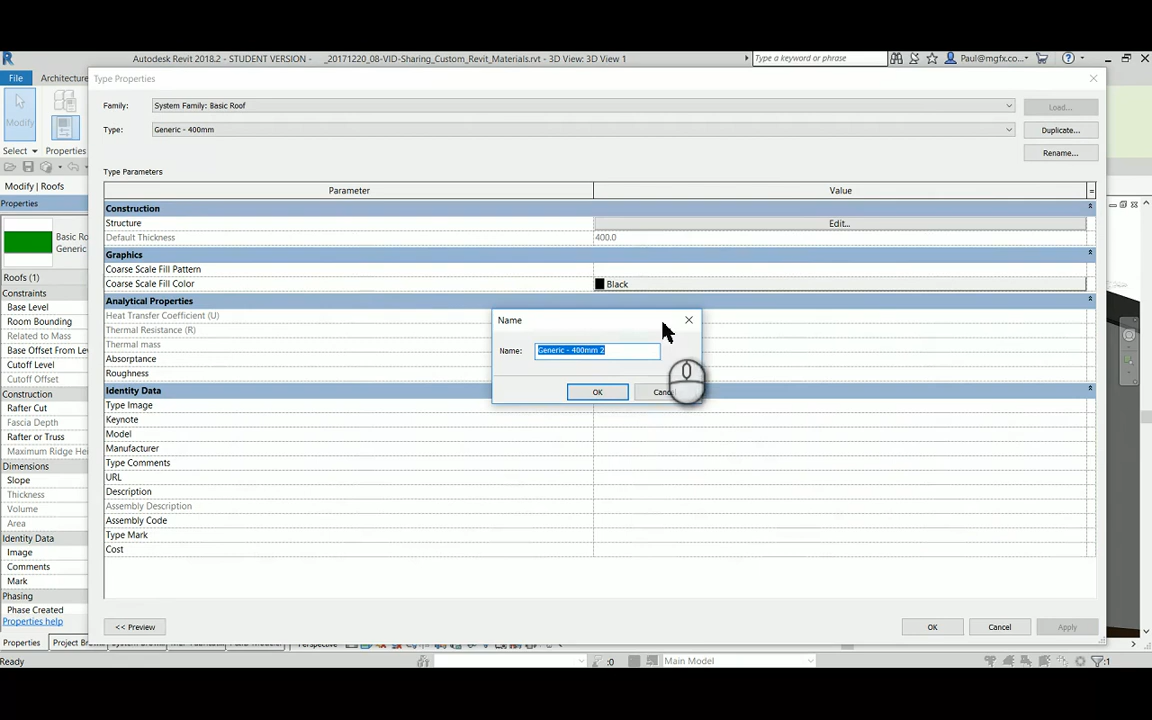 Autodesk Revit 2018.2 - STUDENT VERSION - _20171220_08-VID-Sharing_Custom_Revit_Materials.rvt - 3D View: 3D View 1
Type a keyword or phrase
Paul@mgfx.co...
File
Architecture
Type Properties
Modify
Select
Properties
Family:
System Family: Basic Roof
Load...
Type:
Generic - 400mm
Duplicate...
Rename...
Type Parameters
Parameter
Value
=
Construction
Structure
Edit...
Default Thickness
400.0
Graphics
Coarse Scale Fill Pattern
Coarse Scale Fill Color
Black
Analytical Properties
Heat Transfer Coefficient (U)
Thermal Resistance (R)
Thermal mass
Absorptance
Roughness
Identity Data
Type Image
Keynote
Model
Manufacturer
Type Comments
URL
Description
Assembly Description
Assembly Code
Type Mark
Cost
Name
Name:
Generic - 400mm 2
OK
<< Preview
OK
Cancel
Apply
Modify | Roofs
Properties
Basic Ro
Generic
Roofs (1)
Constraints
Base Level
Room Bounding
Related to Mass
Base Offset From Lev
Cutoff Level
Cutoff Offset
Construction
Rafter Cut
Fascia Depth
Rafter or Truss
Maximum Ridge He
Dimensions
Slope
Thickness
Volume
Area
Identity Data
Image
Comments
Mark
Phasing
Phase Created
Properties help
Properties
Project Br
Perspective
Ready
:0
Main Model
:1